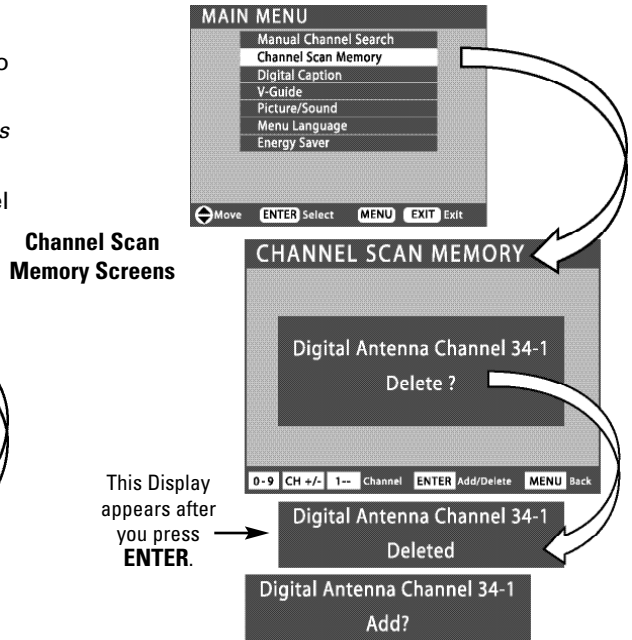 o
s
el
MAIN MENU
Manual Channel Search
Channel Scan Memory
Digital Caption
V-Guide
Picture/Sound
Menu Language
Energy Saver
Move ENTER Select MENU EXIT Exit
Channel Scan
Memory Screens
CHANNEL SCAN MEMORY
Digital Antenna Channel 34-1
Delete ?
0-9 CH +/- 1-- Channel ENTER Add/Delete MENU Back
This Display
appears after
you press
ENTER.
Digital Antenna Channel 34-1
Deleted
Digital Antenna Channel 34-1
Add?